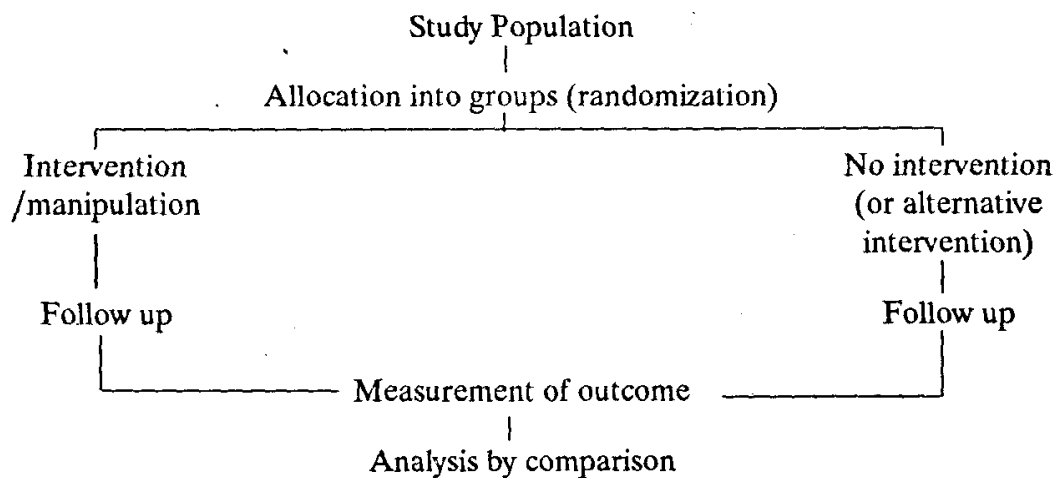 Study Population
Allocation into groups (randomization)
Intervention
/manipulation
No intervention
(or alternative
intervention)
Follow up
Follow up
Measurement of outcome
Analysis by comparison